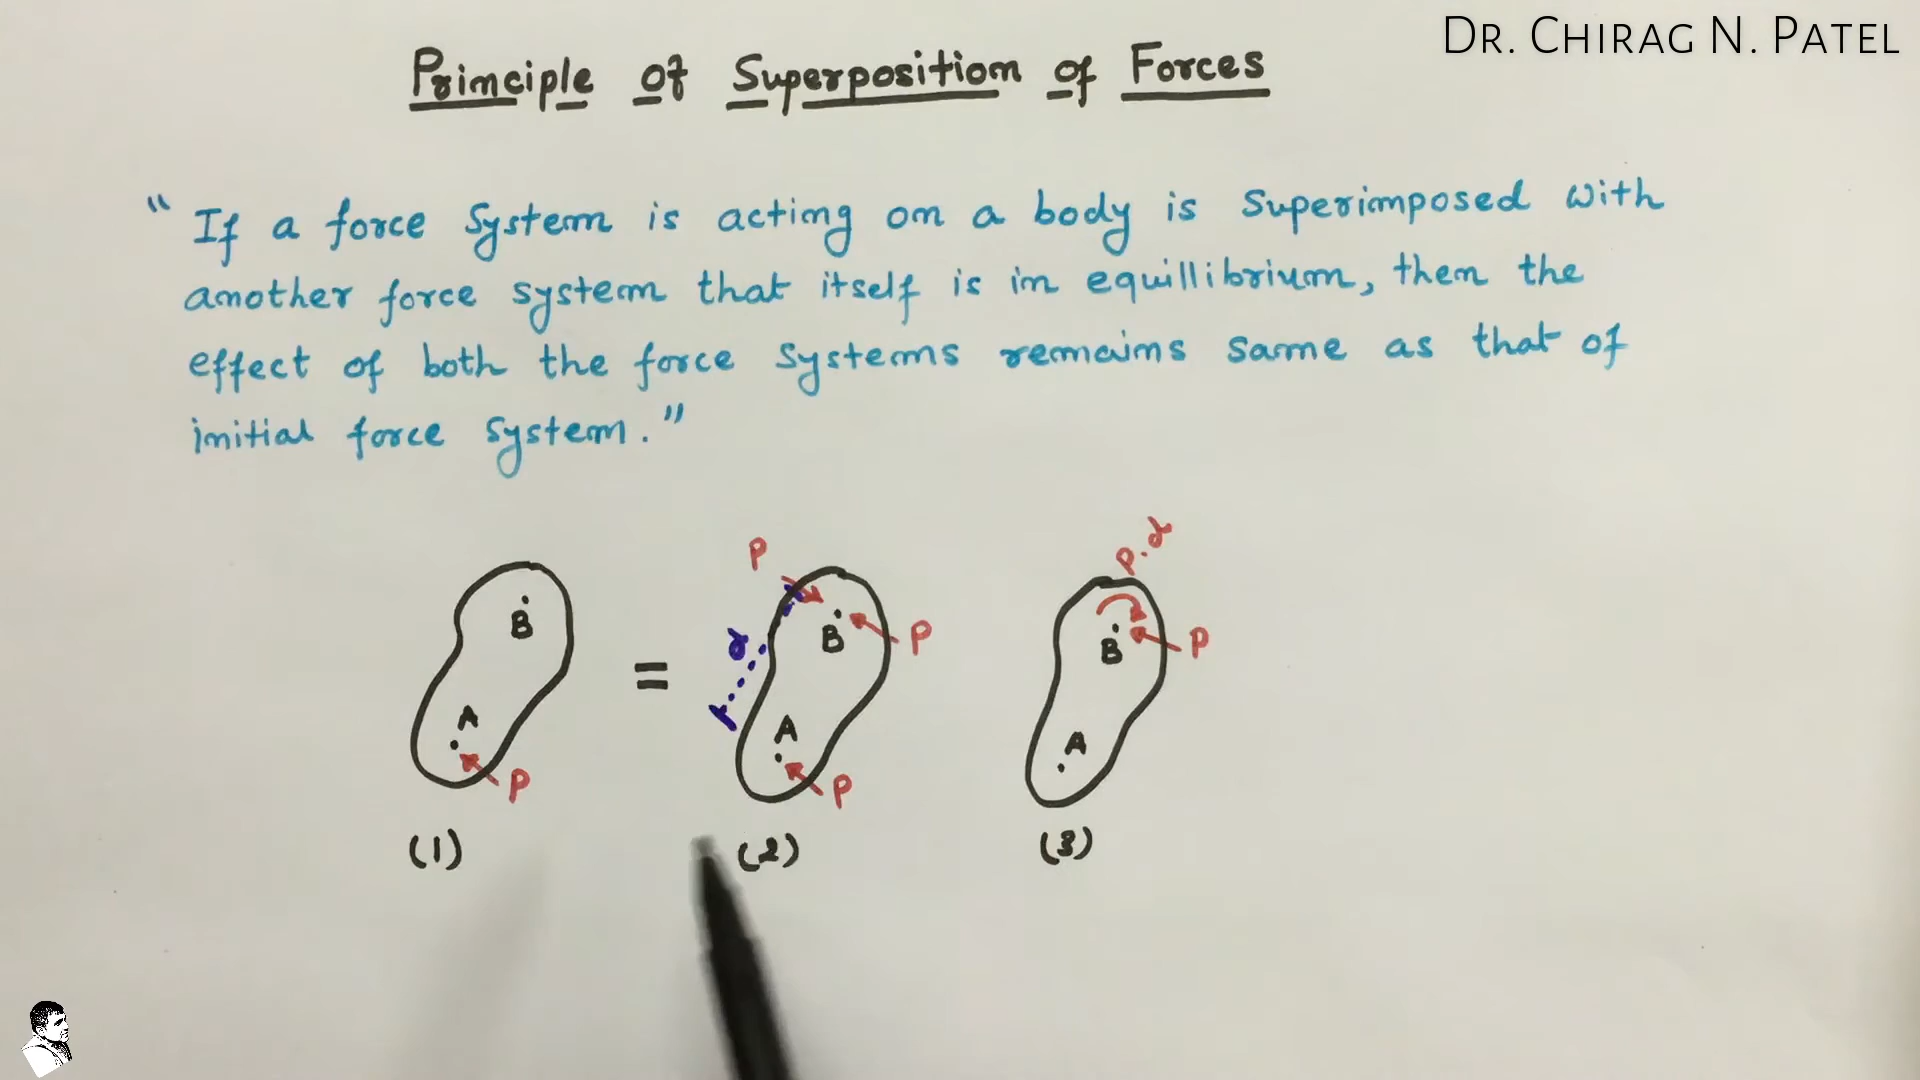 DR. CHIRAG N. PATEL
Principle of Superposition of Forces
"If a force System is acting on a body is Superimposed with
another force system that itself is in equillibrium, then the
effect of both the force Systems remains same as that of
initial force System."
P
P.r
B
B
P
B
P
=
r
A
A
A
P
P
(1)
(2)
(3)